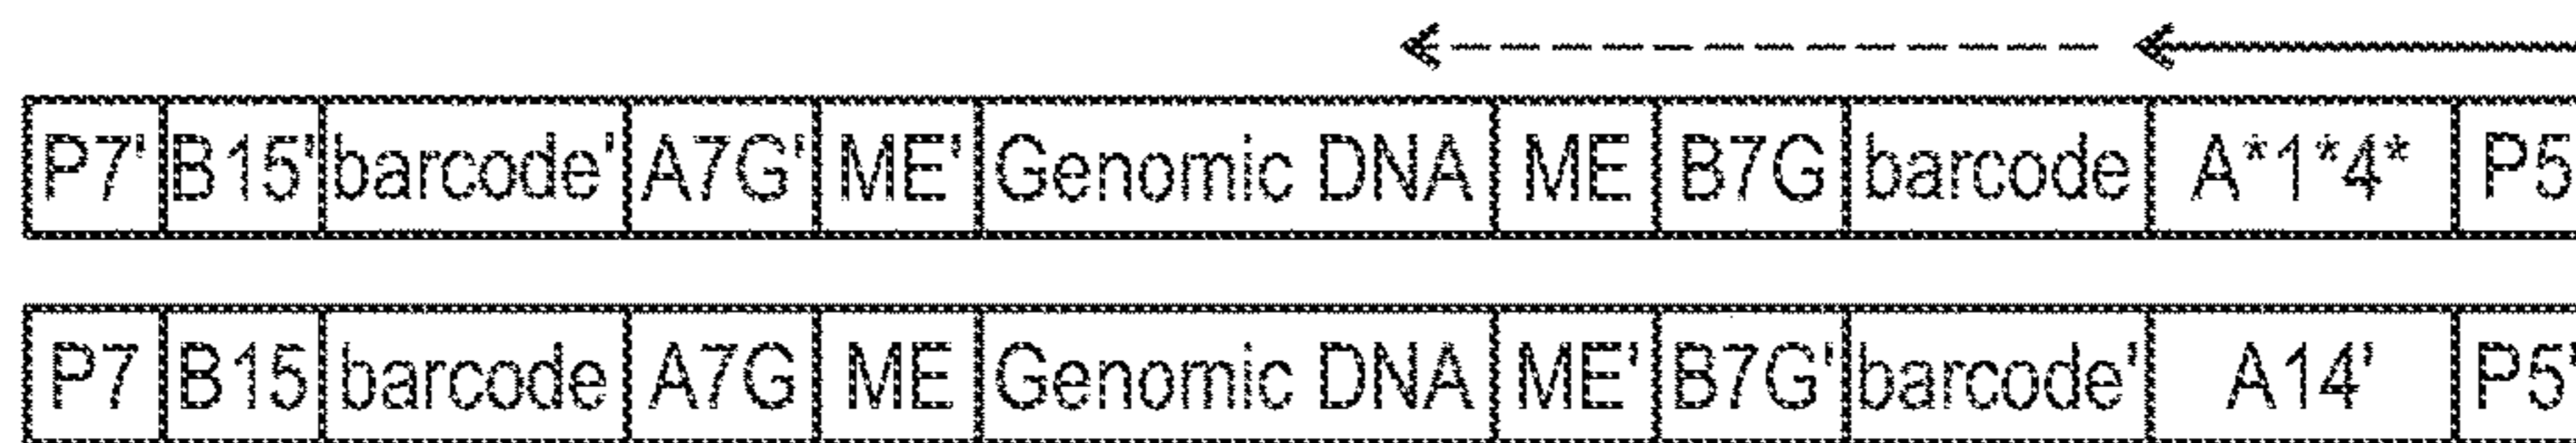 P7' B15' barcode' A7G' ME' Genomic DNA ME B7G barcode A*1*4* P5
P7 B15 barcode A7G ME Genomic DNA ME' B7G' barcode' A14' P5'